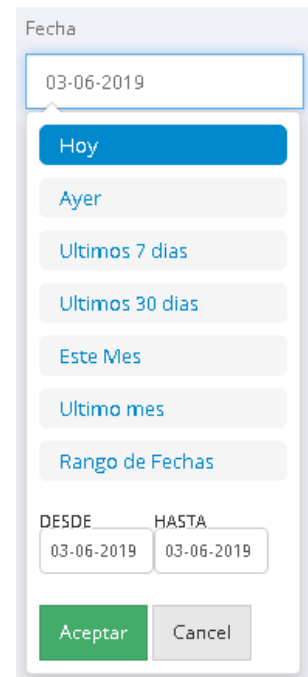 Fecha
03-06-2019
Hoy
Ayer
Ultimos 7 dias
Ultimos 30 dias
Este Mes
Ultimo mes
Rango de Fechas
DESDE HASTA
03-06-2019 03-06-2019
Aceptar Cancel